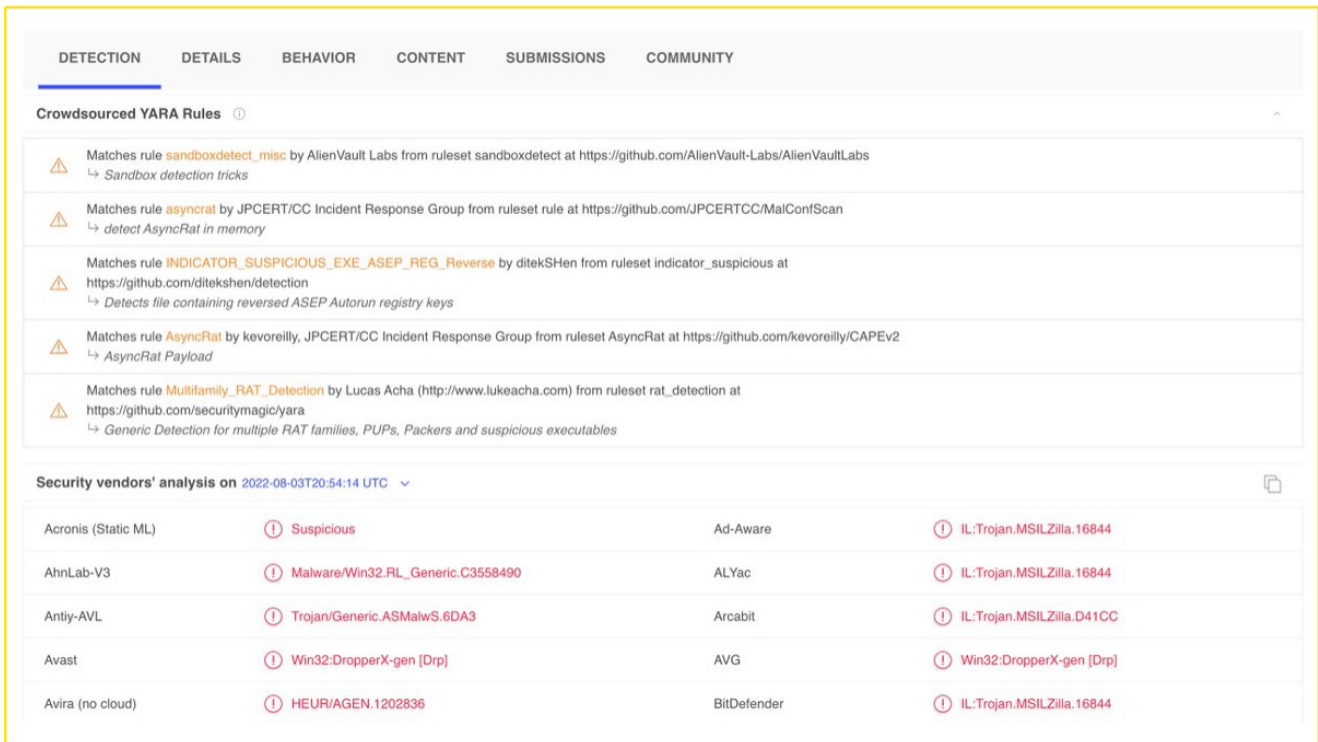 DETECTION DETAILS BEHAVIOR CONTENT SUBMISSIONS COMMUNITY
Crowdsourced YARA Rules
Matches rule sandboxdetect_misc by AlienVault Labs from ruleset sandboxdetect at https://github.com/AlienVault-Labs/AlienVaultLabs
↳ Sandbox detection tricks
Matches rule asyncrat by JPCERT/CC Incident Response Group from ruleset rule at https://github.com/JPCERTCC/MalConfScan
↳ detect AsyncRat in memory
Matches rule INDICATOR_SUSPICIOUS_EXE_ASEP_REG_Reverse by ditekSHen from ruleset indicator_suspicious at
https://github.com/ditekshen/detection
↳ Detects file containing reversed ASEP Autorun registry keys
Matches rule AsyncRat by kevoreilly, JPCERT/CC Incident Response Group from ruleset AsyncRat at https://github.com/kevoreilly/CAPEv2
↳ AsyncRat Payload
Matches rule Multifamily_RAT_Detection by Lucas Acha (http://www.lukeacha.com) from ruleset rat_detection at
https://github.com/securitymagic/yara
↳ Generic Detection for multiple RAT families, PUPs, Packers and suspicious executables
Security vendors' analysis on 2022-08-03T20:54:14 UTC
Acronis (Static ML) Suspicious Ad-Aware IL:Trojan.MSILZilla.16844
AhnLab-V3 Malware/Win32.RL_Generic.C3558490 ALYac IL:Trojan.MSILZilla.16844
Antiy-AVL Trojan/Generic.ASMalwS.6DA3 Arcabit IL:Trojan.MSILZilla.D41CC
Avast Win32:DropperX-gen [Drp] AVG Win32:DropperX-gen [Drp]
Avira (no cloud) HEUR/AGEN.1202836 BitDefender IL:Trojan.MSILZilla.16844